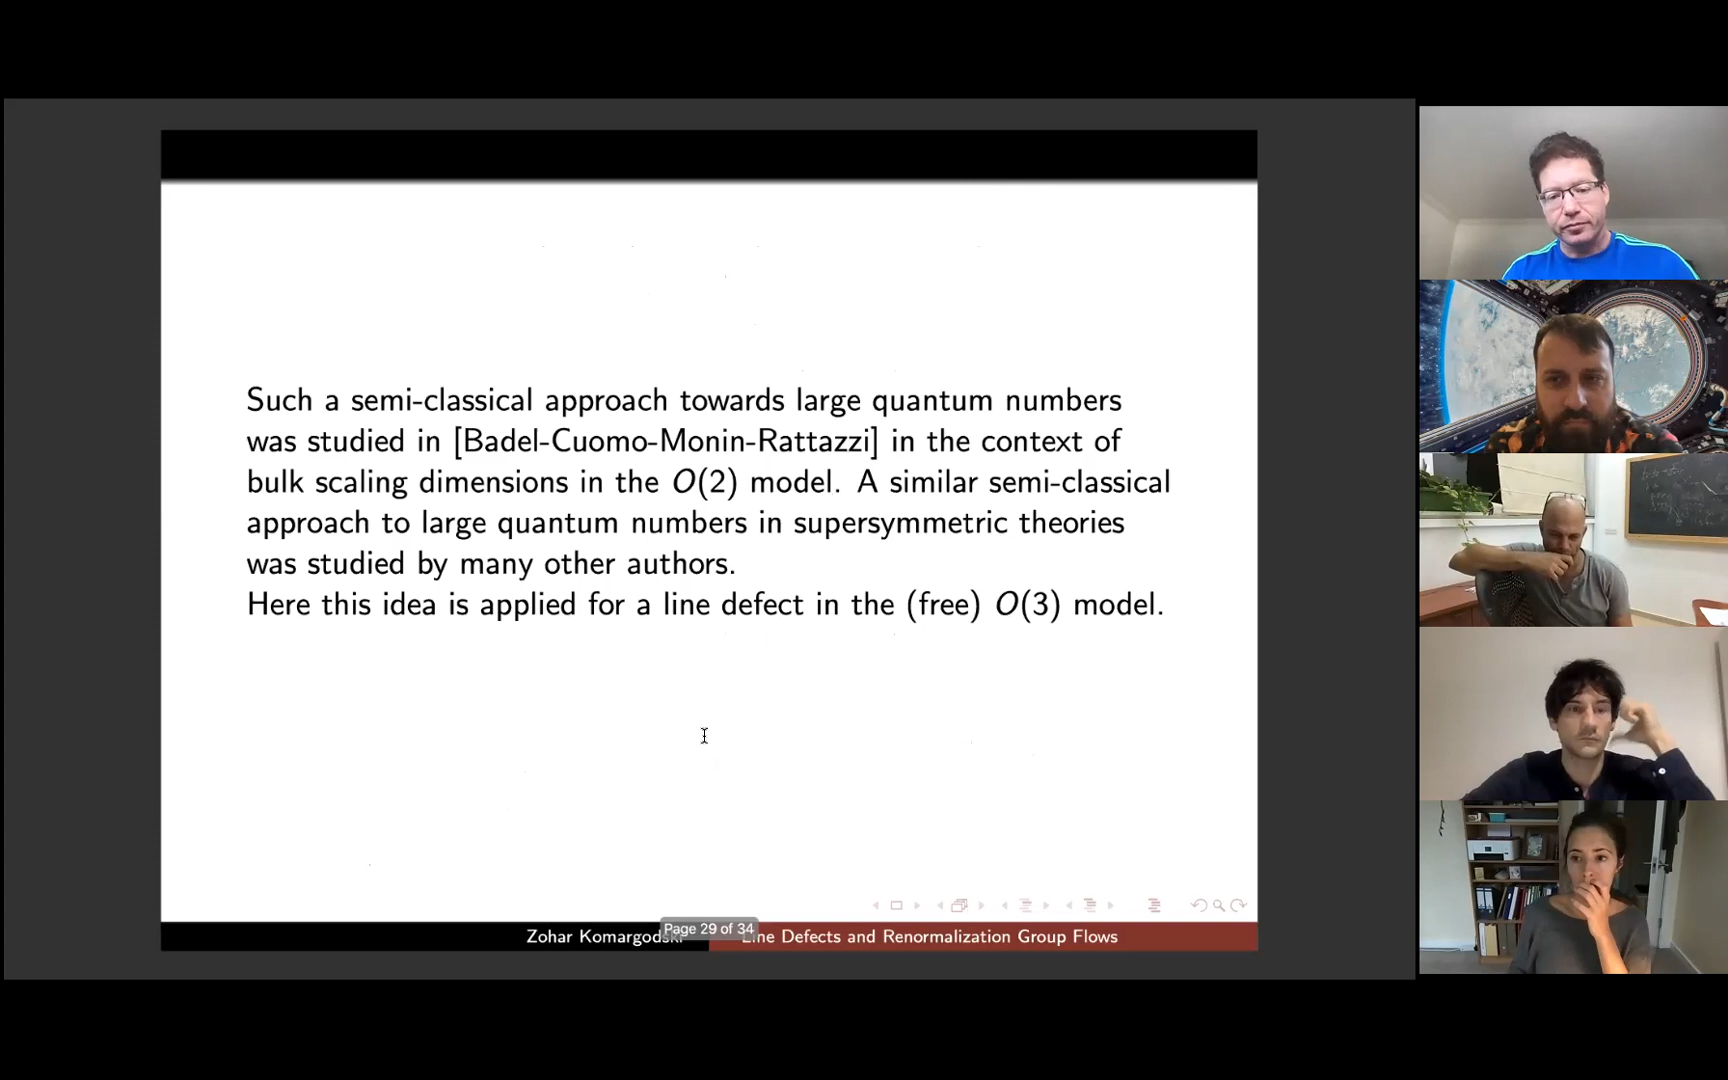 Such a semi-classical approach towards large quantum numbers
was studied in [Badel-Cuomo-Monin-Rattazzi] in the context of
bulk scaling dimensions in the O(2) model. A similar semi-classical
approach to large quantum numbers in supersymmetric theories
was studied by many other authors.
Here this idea is applied for a line defect in the (free) O(3) model.
Page 29 of 34
Zohar Komargodski
Line Defects and Renormalization Group Flows